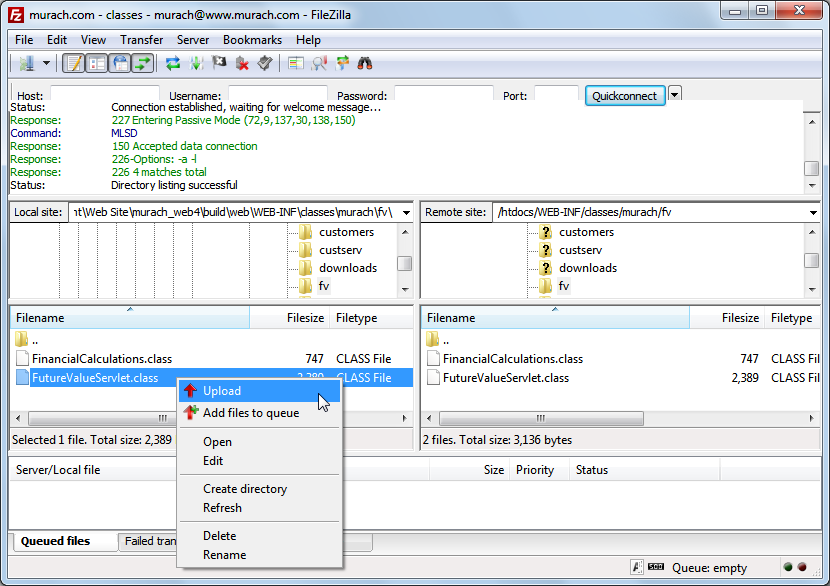 murach.com - classes - murach@www.murach.com - FileZilla
File Edit View Transfer Server Bookmarks Help
Host: Username: Password: Port: Quickconnect
Status: Connection established, waiting for welcome message...
Response: 227 Entering Passive Mode (72,9,137,30,138,150)
Command: MLSD
Response: 150 Accepted data connection
Response: 226-Options: -a -l
Response: 226 4 matches total
Status: Directory listing successful
Local site: nt\Web Site\murach_web4\build\web\WEB-INF\classes\murach\fv\ Remote site: /htdocs/WEB-INF/classes/murach/fv
customers customers
custserv custserv
downloads downloads
fv fv
Filename Filesize Filetype Filename Filesize Filetype
.. ..
FinancialCalculations.class 747 CLASS File FinancialCalculations.class 747 CLASS Fi
FutureValueServlet.class 2,389 CLASS File FutureValueServlet.class 2,389 CLASS Fi
Upload
Add files to queue
Selected 1 file. Total size: 2,389 2 files. Total size: 3,136 bytes
Open
Edit
Server/Local file Size Priority Status
Create directory
Refresh
Delete
Rename
Queued files Failed tran
Queue: empty